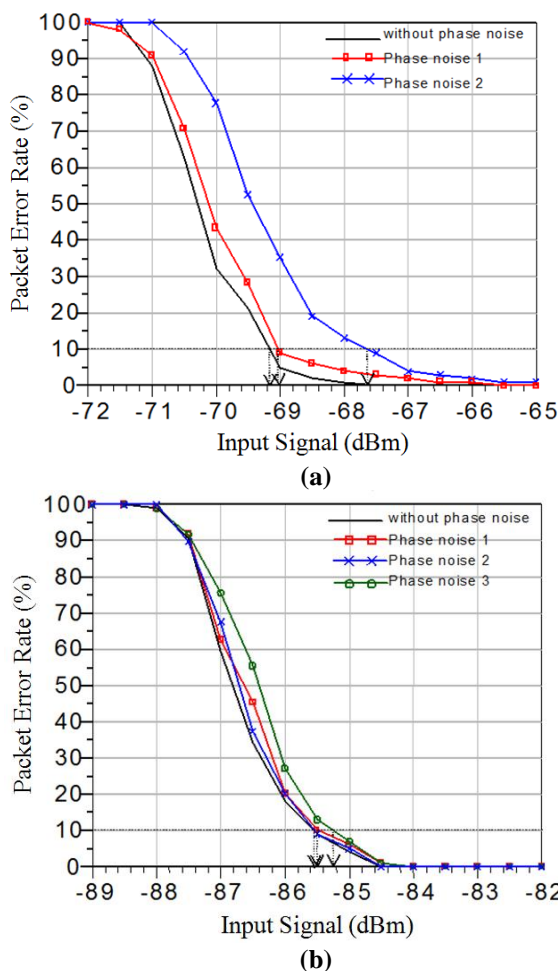 100
90
80
70
60
50
40
30
20
10
0
Packet Error Rate (%)
without phase noise
Phase noise 1
Phase noise 2
-72 -71 -70 -69 -68 -67 -66 -65
Input Signal (dBm)
(a)
100
90
80
70
60
50
40
30
20
10
0
Packet Error Rate (%)
without phase noise
Phase noise 1
Phase noise 2
Phase noise 3
-89 -88 -87 -86 -85 -84 -83 -82
Input Signal (dBm)
(b)